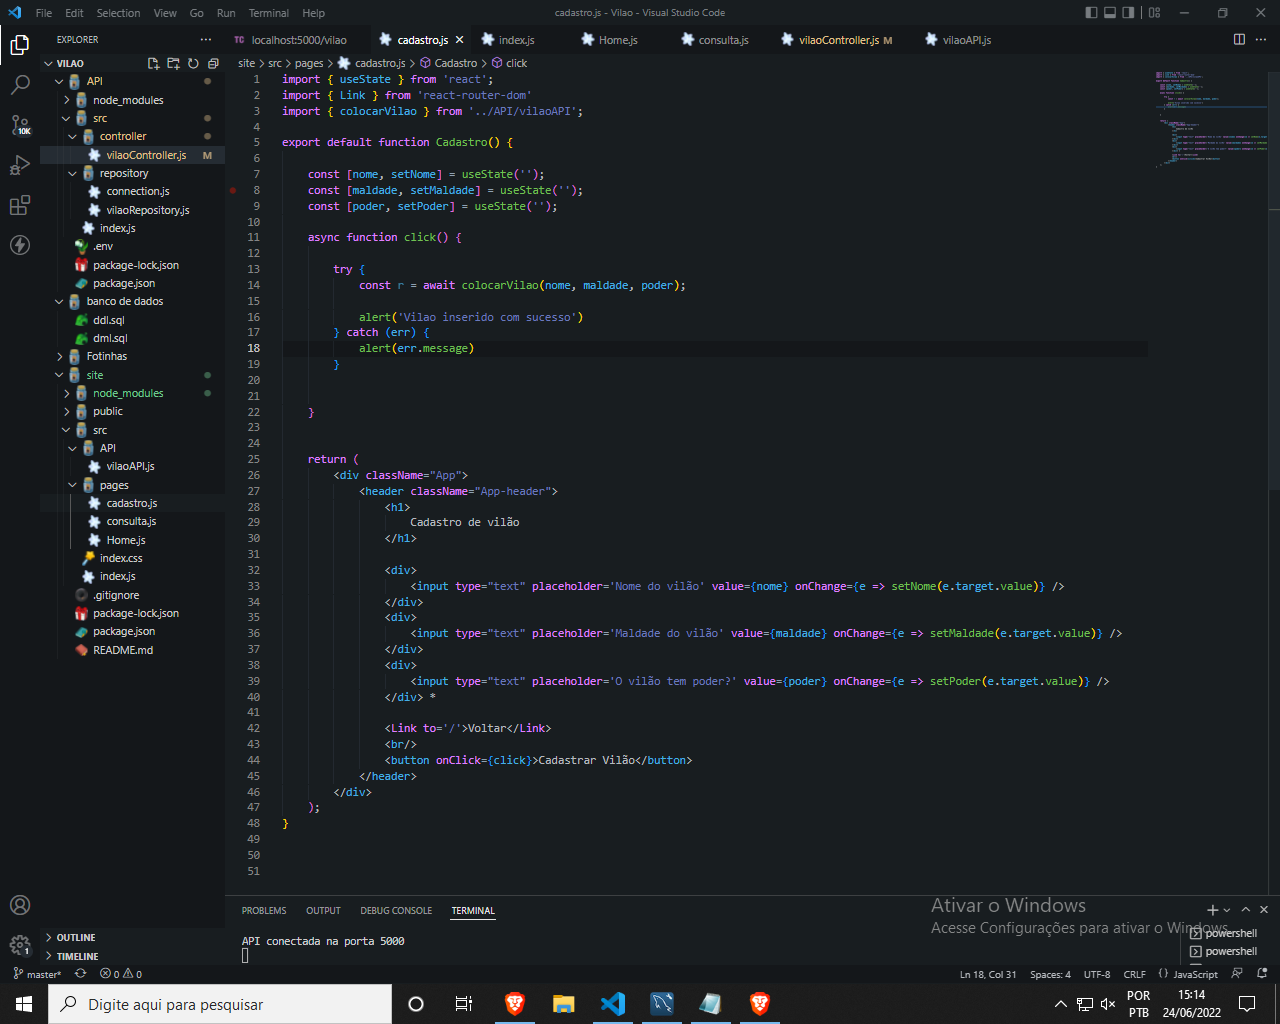 File Edit Selection View Go Run Terminal Help
cadastro.js - Vilao - Visual Studio Code
EXPLORER
TC localhost:5000/vilao
cadastro.js
index.js
Home.js
consulta.js
vilaoController.js M
vilaoAPI.js
VILAO
site > src > pages > cadastro.js > Cadastro > click
API
node_modules
src
controller
vilaoController.js M
repository
connection.js
vilaoRepository.js
index.js
.env
package-lock.json
package.json
banco de dados
ddl.sql
dml.sql
Fotinhas
site
node_modules
public
src
API
vilaoAPI.js
pages
cadastro.js
consulta.js
Home.js
index.css
index.js
.gitignore
package-lock.json
package.json
README.md
OUTLINE
TIMELINE
10K
1
1 import { useState } from 'react';
2 import { Link } from 'react-router-dom'
3 import { colocarVilao } from '../API/vilaoAPI';
4
5 export default function Cadastro() {
6
7 const [nome, setNome] = useState('');
8 const [maldade, setMaldade] = useState('');
9 const [poder, setPoder] = useState('');
10
11 async function click() {
12
13 try {
14 const r = await colocarVilao(nome, maldade, poder);
15
16 alert('Vilao inserido com sucesso')
17 } catch (err) {
18 alert(err.message)
19 }
20
21
22 }
23
24
25 return (
26 <div className="App">
27 <header className="App-header">
28 <h1>
29 Cadastro de vilão
30 </h1>
31
32 <div>
33 <input type="text" placeholder='Nome do vilão' value={nome} onChange={e => setNome(e.target.value)} />
34 </div>
35 <div>
36 <input type="text" placeholder='Maldade do vilão' value={maldade} onChange={e => setMaldade(e.target.value)} />
37 </div>
38 <div>
39 <input type="text" placeholder='O vilão tem poder?' value={poder} onChange={e => setPoder(e.target.value)} />
40 </div> *
41
42 <Link to='/'>Voltar</Link>
43 <br/>
44 <button onClick={click}>Cadastrar Vilão</button>
45 </header>
46 </div>
47 );
48 }
49
50
51
PROBLEMS OUTPUT DEBUG CONSOLE TERMINAL
API conectada na porta 5000
powershell
powershell
Ativar o Windows
Acesse Configurações para ativar o Windows.
master* 0 0
Ln 18, Col 31 Spaces: 4 UTF-8 CRLF {} JavaScript
Digite aqui para pesquisar
POR
PTB
15:14
24/06/2022